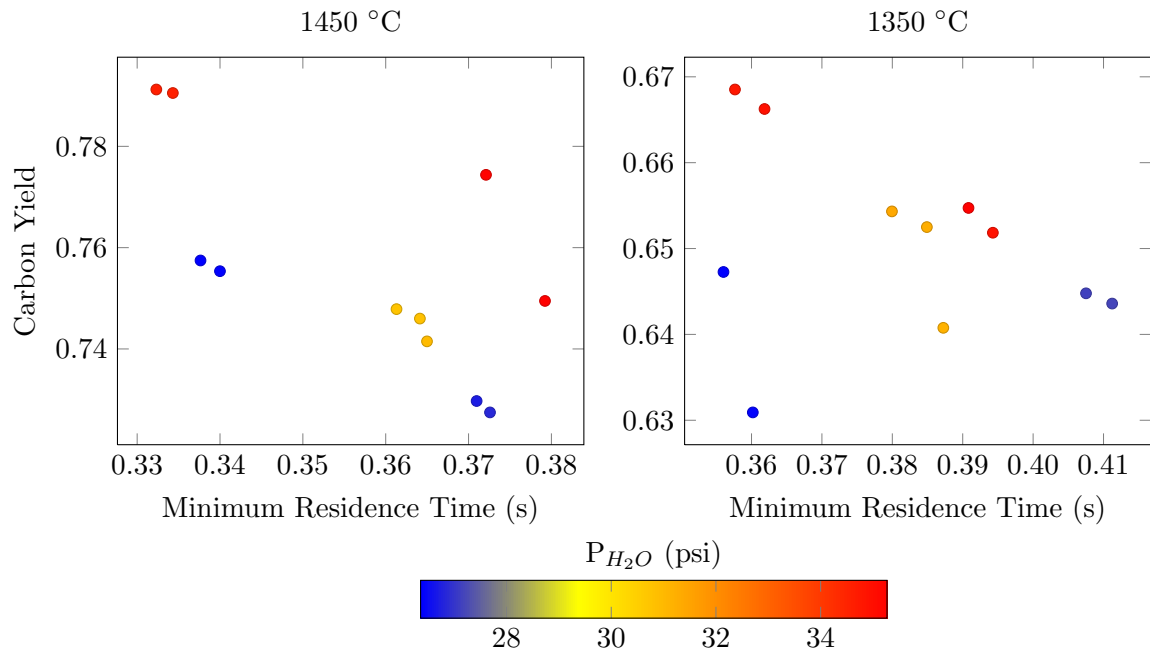 1450 °C
1350 °C
Carbon Yield
0.78
0.76
0.74
0.33 0.34 0.35 0.36 0.37 0.38
Minimum Residence Time (s)
0.67
0.66
0.65
0.64
0.63
0.36 0.37 0.38 0.39 0.40 0.41
Minimum Residence Time (s)
P_{H_2O} (psi)
28 30 32 34